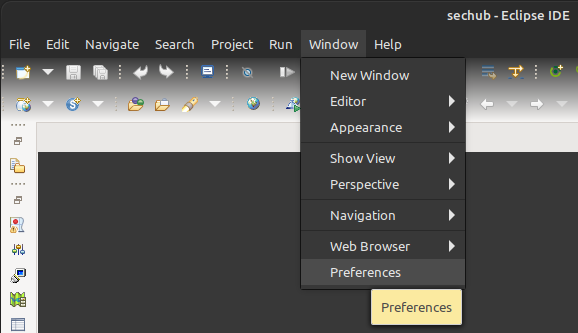 sechub - Eclipse IDE
File Edit Navigate Search Project Run Window Help
New Window
Editor
Appearance
Show View
Perspective
Navigation
Web Browser
Preferences
Preferences